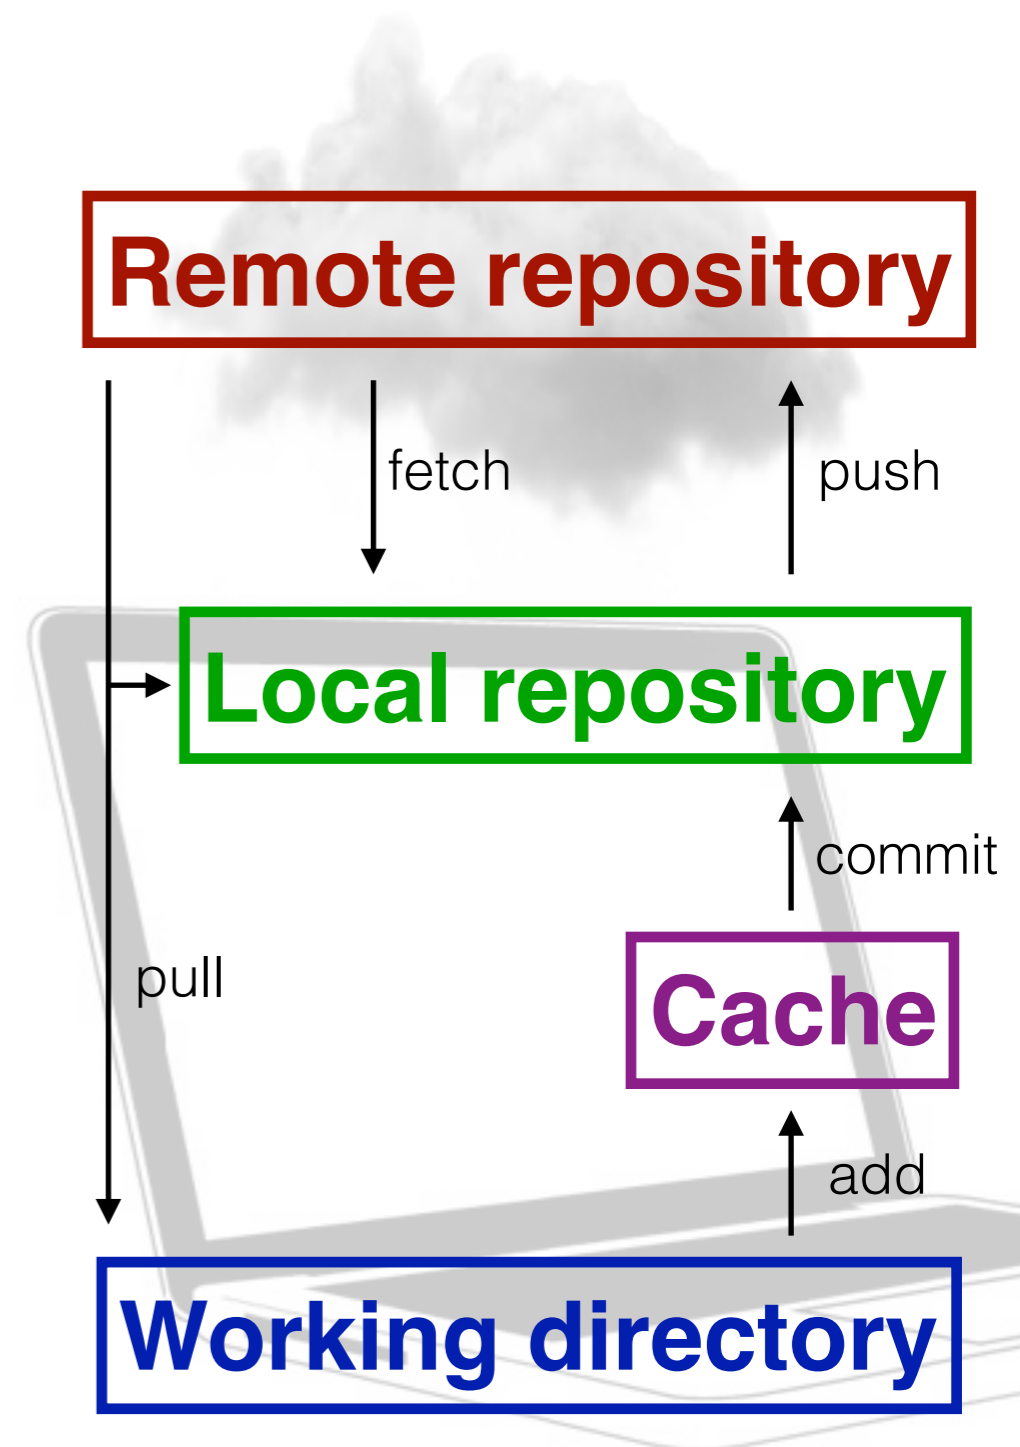 Remote repository
fetch
push
Local repository
commit
pull
Cache
add
Working directory